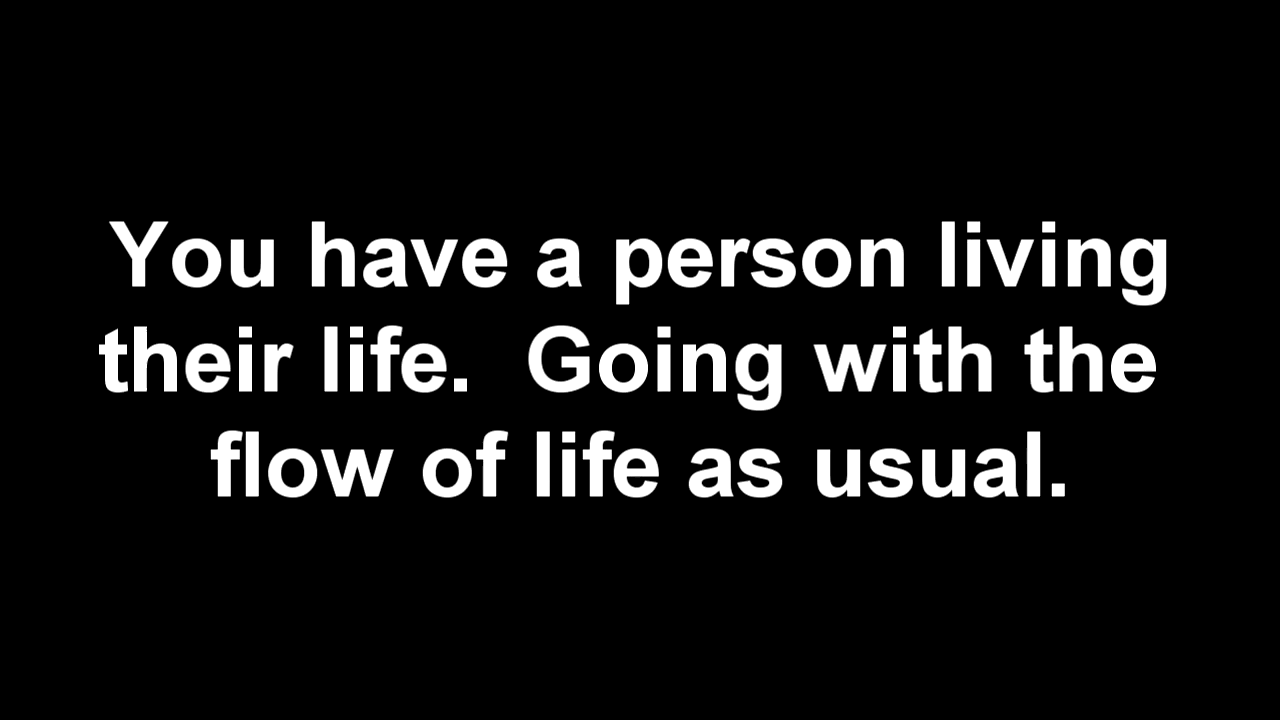 You have a person living
their life.  Going with the
flow of life as usual.